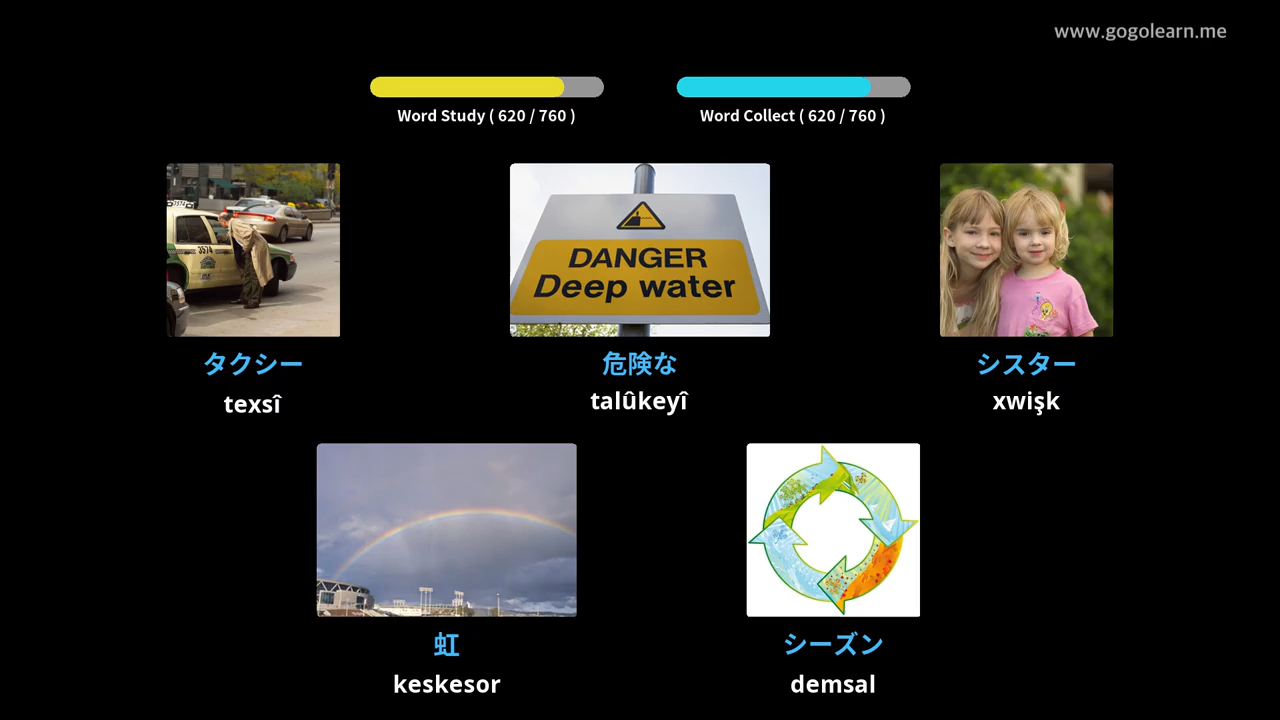 www.gogolearn.me
Word Study ( 620 / 760 )
Word Collect ( 620 / 760 )
3574
DANGER
Deep water
タクシー
危険な
シスター
texsî
talûkeyî
xwişk
虹
シーズン
keskesor
demsal